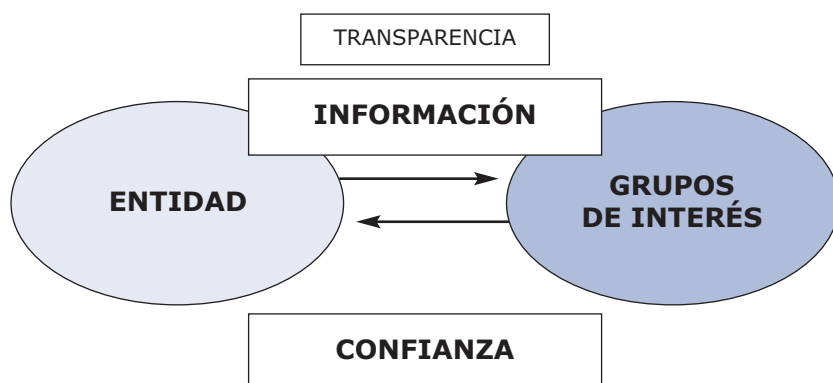 TRANSPARENCIA
INFORMACIÓN
ENTIDAD
GRUPOS
DE INTERÉS
CONFIANZA